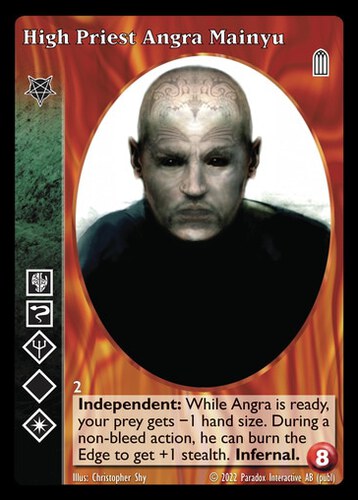 High Priest Angra Mainyu
2
Independent: While Angra is ready,
your prey gets −1 hand size. During a
non-bleed action, he can burn the
Edge to get +1 stealth. Infernal.
8
Illus: Christopher Shy
© 2022 Paradox Interactive AB (publ)